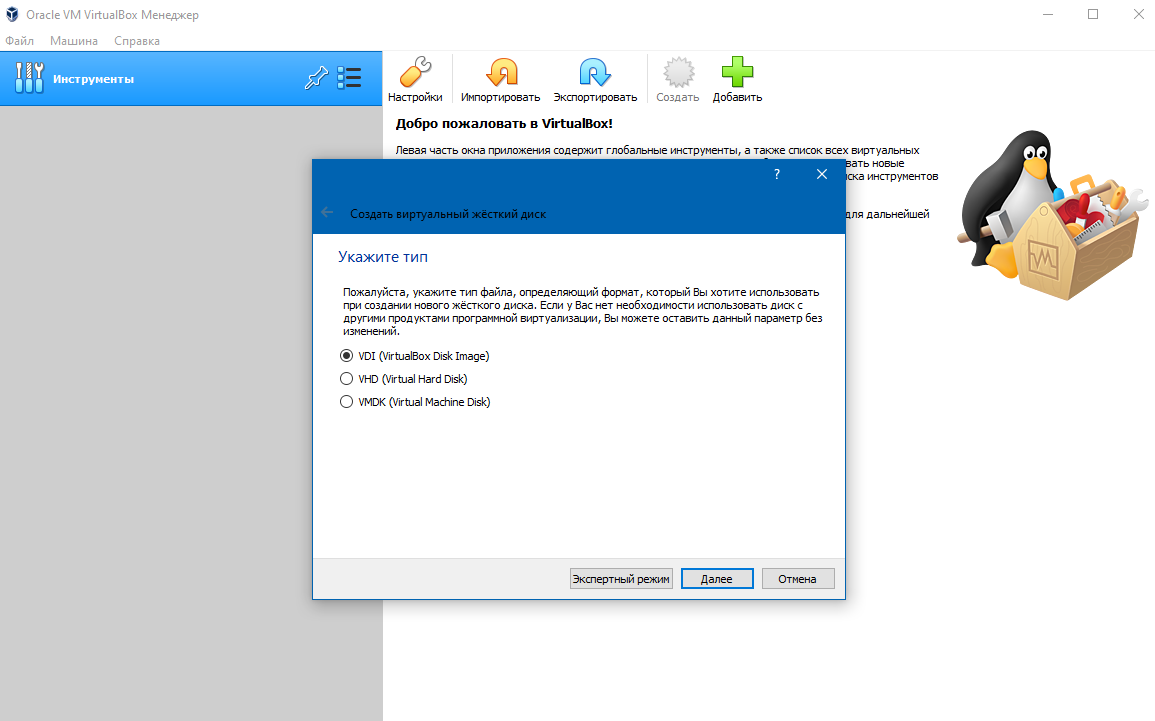 Oracle VM VirtualBox Менеджер
Файл Машина Справка
Инструменты
Настройки Импортировать Экспортировать Создать Добавить
Добро пожаловать в VirtualBox!
Левая часть окна приложения содержит глобальные инструменты, а также список всех виртуальных
вать новые
ска инструментов
для дальнейшей
?
Создать виртуальный жёсткий диск
Укажите тип
Пожалуйста, укажите тип файла, определяющий формат, который Вы хотите использовать
при создании нового жёсткого диска. Если у Вас нет необходимости использовать диск с
другими продуктами программной виртуализации, Вы можете оставить данный параметр без
изменений.
VDI (VirtualBox Disk Image)
VHD (Virtual Hard Disk)
VMDK (Virtual Machine Disk)
Экспертный режим Далее Отмена